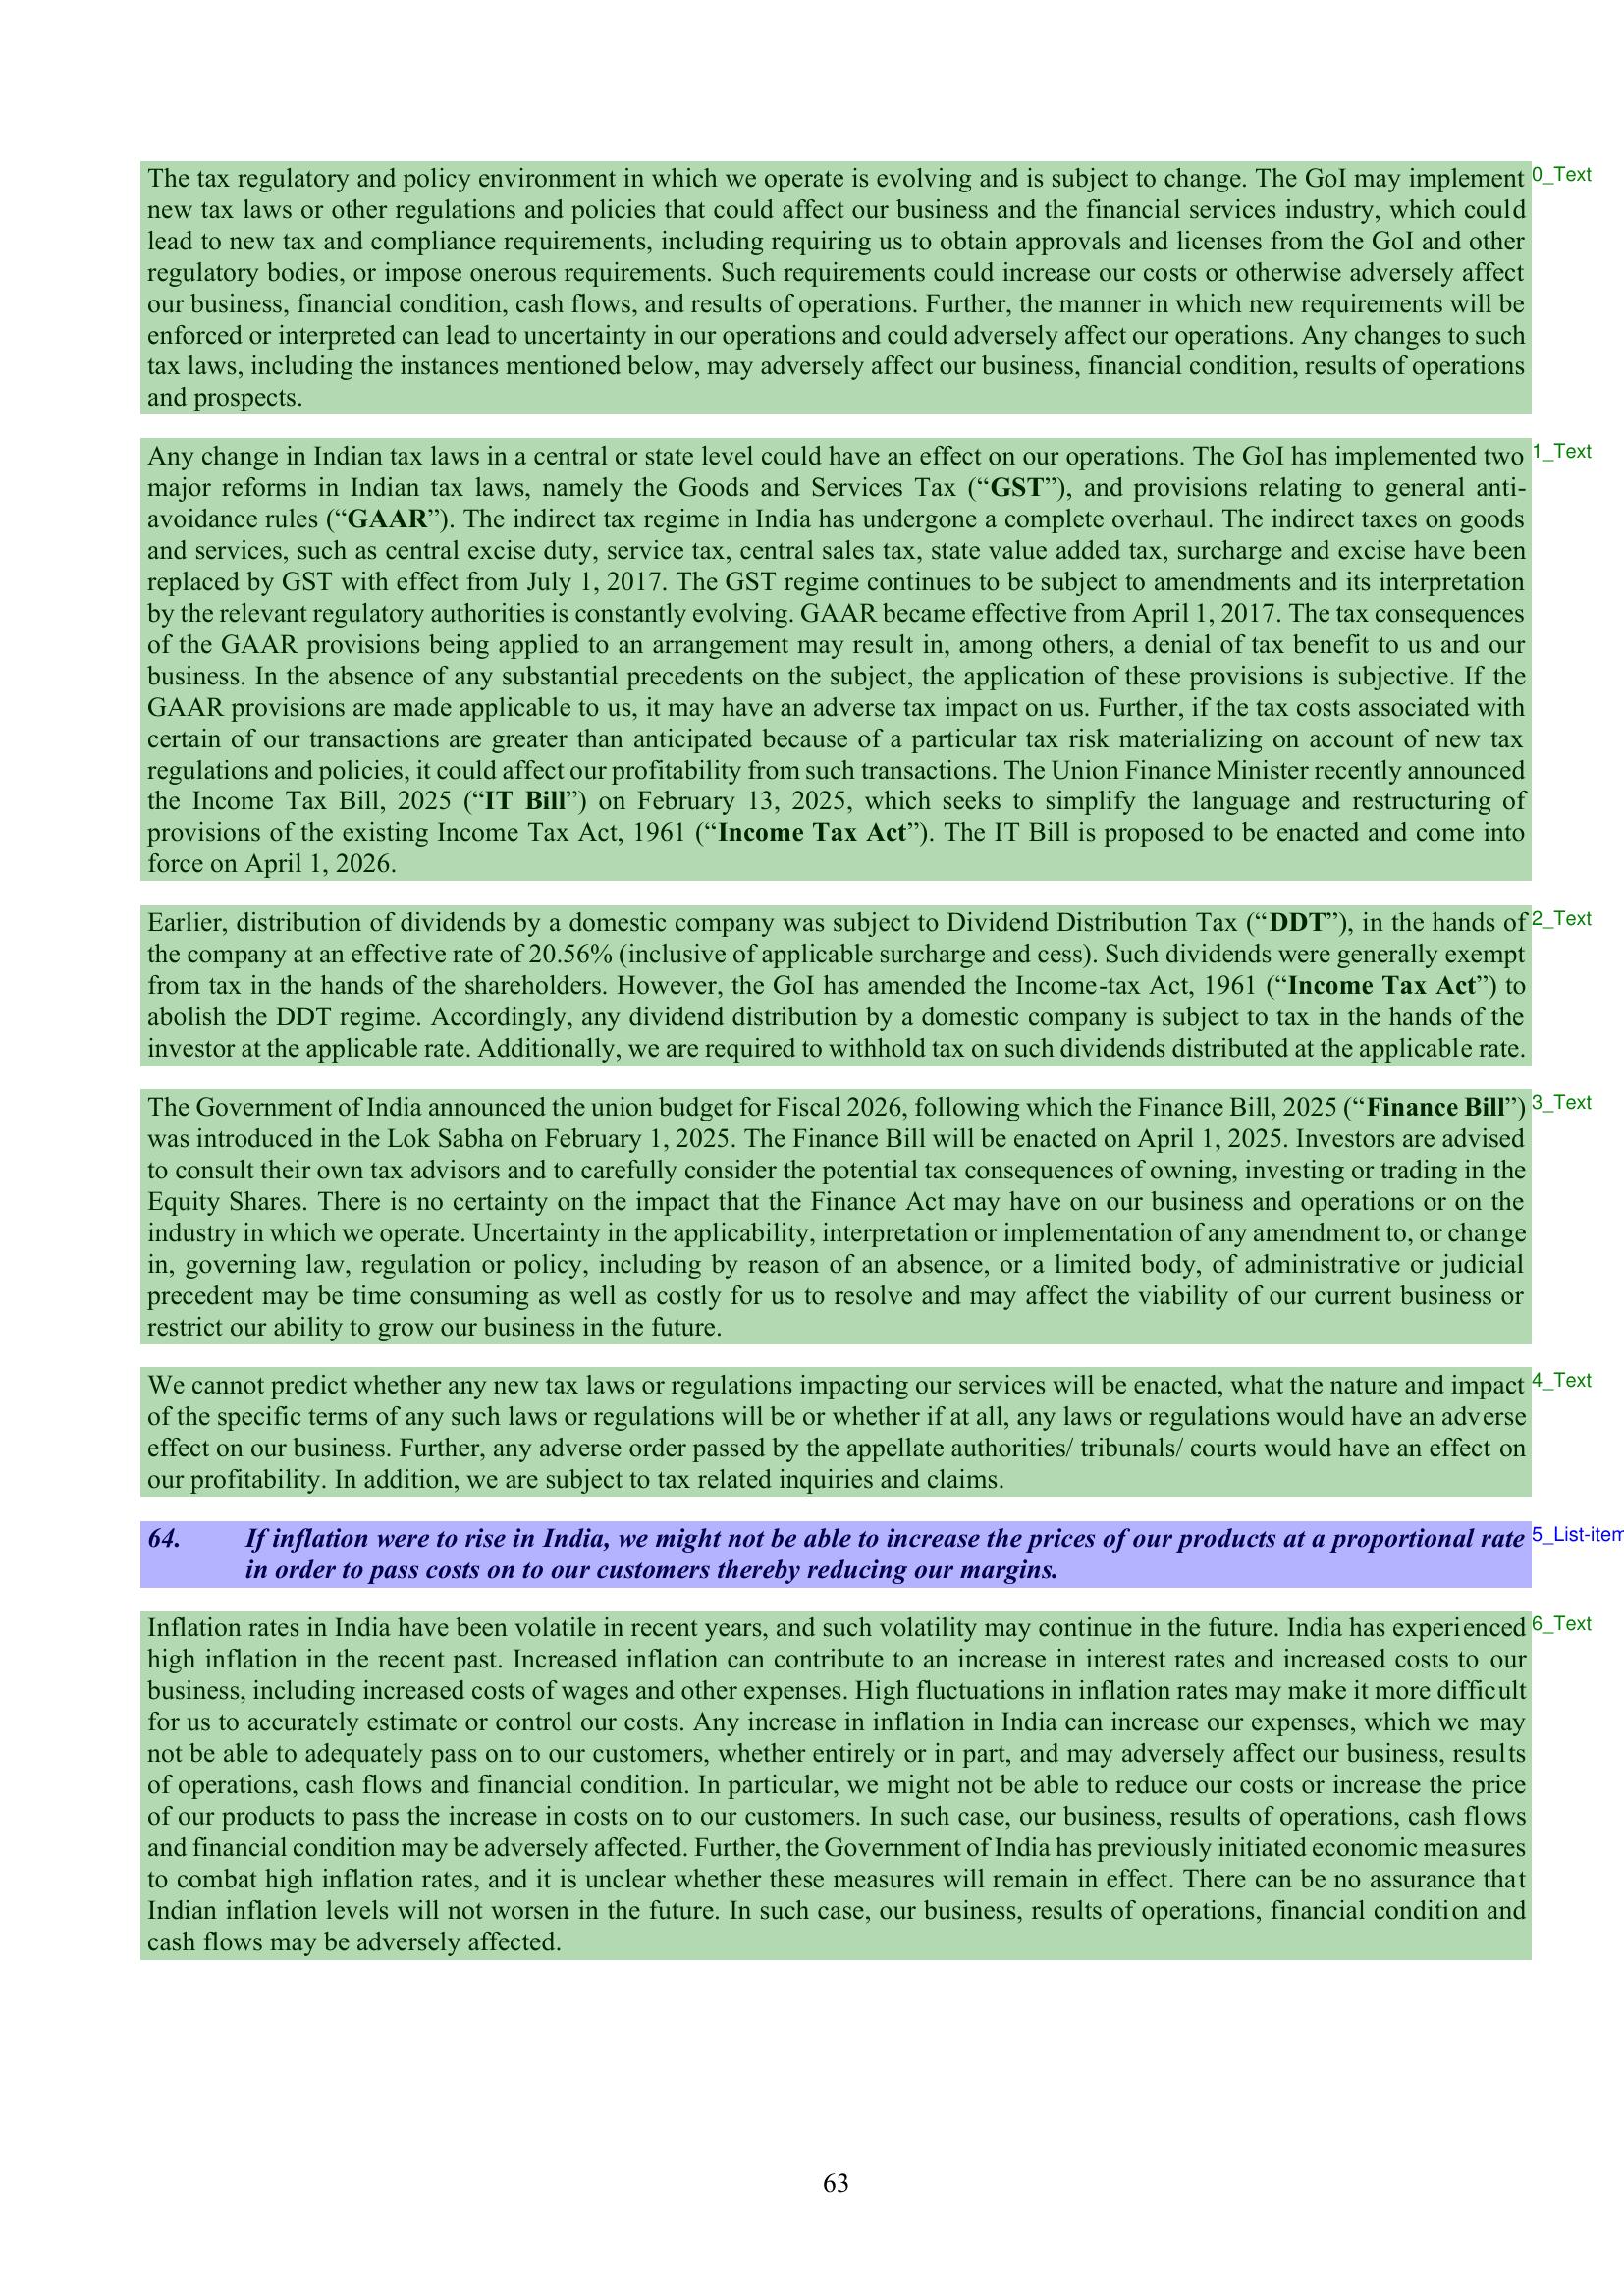 The tax regulatory and policy environment in which we operate is evolving and is subject to change. The GoI may implement 0_Text
new tax laws or other regulations and policies that could affect our business and the financial services industry, which could
lead to new tax and compliance requirements, including requiring us to obtain approvals and licenses from the GoI and other
regulatory bodies, or impose onerous requirements. Such requirements could increase our costs or otherwise adversely affect
our business, financial condition, cash flows, and results of operations. Further, the manner in which new requirements will be
enforced or interpreted can lead to uncertainty in our operations and could adversely affect our operations. Any changes to such
tax laws, including the instances mentioned below, may adversely affect our business, financial condition, results of operations
and prospects.
Any change in Indian tax laws in a central or state level could have an effect on our operations. The GoI has implemented two 1_Text
major reforms in Indian tax laws, namely the Goods and Services Tax (“GST”), and provisions relating to general anti-
avoidance rules (“GAAR”). The indirect tax regime in India has undergone a complete overhaul. The indirect taxes on goods
and services, such as central excise duty, service tax, central sales tax, state value added tax, surcharge and excise have been
replaced by GST with effect from July 1, 2017. The GST regime continues to be subject to amendments and its interpretation
by the relevant regulatory authorities is constantly evolving. GAAR became effective from April 1, 2017. The tax consequences
of the GAAR provisions being applied to an arrangement may result in, among others, a denial of tax benefit to us and our
business. In the absence of any substantial precedents on the subject, the application of these provisions is subjective. If the
GAAR provisions are made applicable to us, it may have an adverse tax impact on us. Further, if the tax costs associated with
certain of our transactions are greater than anticipated because of a particular tax risk materializing on account of new tax
regulations and policies, it could affect our profitability from such transactions. The Union Finance Minister recently announced
the Income Tax Bill, 2025 (“IT Bill”) on February 13, 2025, which seeks to simplify the language and restructuring of
provisions of the existing Income Tax Act, 1961 (“Income Tax Act”). The IT Bill is proposed to be enacted and come into
force on April 1, 2026.
Earlier, distribution of dividends by a domestic company was subject to Dividend Distribution Tax (“DDT”), in the hands of 2_Text
the company at an effective rate of 20.56% (inclusive of applicable surcharge and cess). Such dividends were generally exempt
from tax in the hands of the shareholders. However, the GoI has amended the Income-tax Act, 1961 (“Income Tax Act”) to
abolish the DDT regime. Accordingly, any dividend distribution by a domestic company is subject to tax in the hands of the
investor at the applicable rate. Additionally, we are required to withhold tax on such dividends distributed at the applicable rate.
The Government of India announced the union budget for Fiscal 2026, following which the Finance Bill, 2025 (“Finance Bill”) 3_Text
was introduced in the Lok Sabha on February 1, 2025. The Finance Bill will be enacted on April 1, 2025. Investors are advised
to consult their own tax advisors and to carefully consider the potential tax consequences of owning, investing or trading in the
Equity Shares. There is no certainty on the impact that the Finance Act may have on our business and operations or on the
industry in which we operate. Uncertainty in the applicability, interpretation or implementation of any amendment to, or change
in, governing law, regulation or policy, including by reason of an absence, or a limited body, of administrative or judicial
precedent may be time consuming as well as costly for us to resolve and may affect the viability of our current business or
restrict our ability to grow our business in the future.
We cannot predict whether any new tax laws or regulations impacting our services will be enacted, what the nature and impact 4_Text
of the specific terms of any such laws or regulations will be or whether if at all, any laws or regulations would have an adverse
effect on our business. Further, any adverse order passed by the appellate authorities/ tribunals/ courts would have an effect on
our profitability. In addition, we are subject to tax related inquiries and claims.
64. If inflation were to rise in India, we might not be able to increase the prices of our products at a proportional rate 5_List-item
in order to pass costs on to our customers thereby reducing our margins.
Inflation rates in India have been volatile in recent years, and such volatility may continue in the future. India has experienced 6_Text
high inflation in the recent past. Increased inflation can contribute to an increase in interest rates and increased costs to our
business, including increased costs of wages and other expenses. High fluctuations in inflation rates may make it more difficult
for us to accurately estimate or control our costs. Any increase in inflation in India can increase our expenses, which we may
not be able to adequately pass on to our customers, whether entirely or in part, and may adversely affect our business, results
of operations, cash flows and financial condition. In particular, we might not be able to reduce our costs or increase the price
of our products to pass the increase in costs on to our customers. In such case, our business, results of operations, cash flows
and financial condition may be adversely affected. Further, the Government of India has previously initiated economic measures
to combat high inflation rates, and it is unclear whether these measures will remain in effect. There can be no assurance that
Indian inflation levels will not worsen in the future. In such case, our business, results of operations, financial condition and
cash flows may be adversely affected.
63